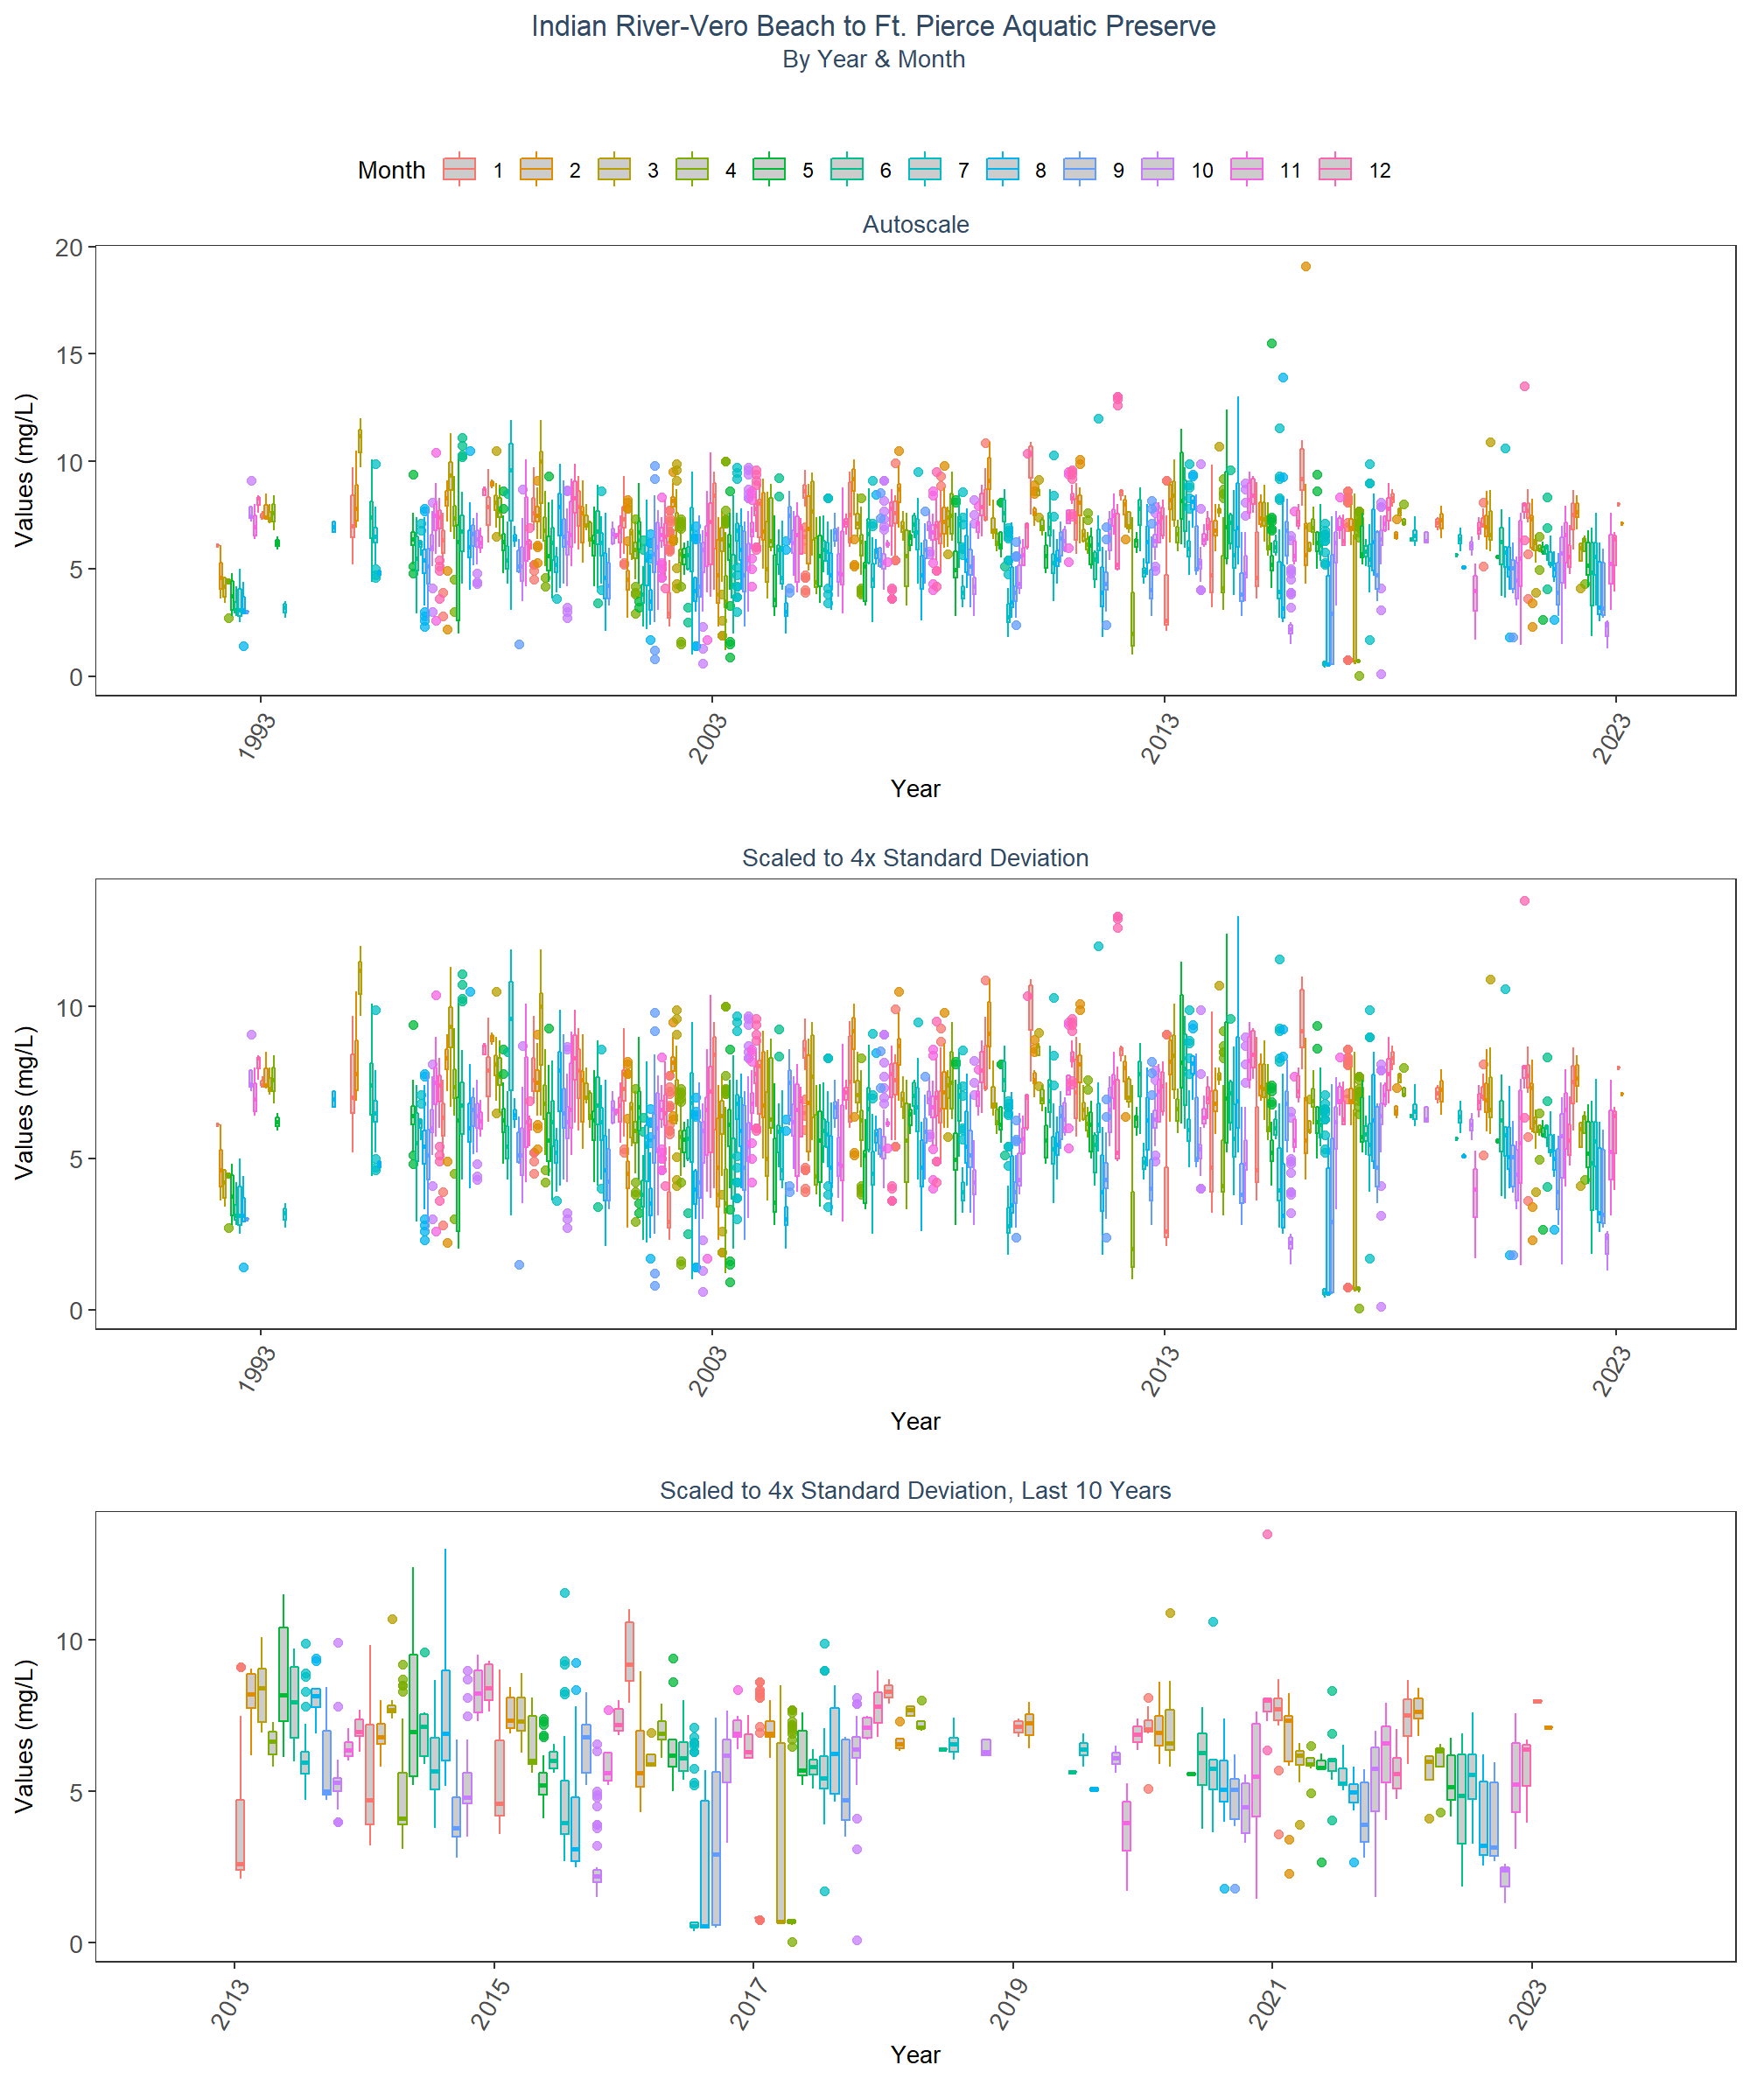 Indian River-Vero Beach to Ft. Pierce Aquatic Preserve
By Year & Month
Month 1 2 3 4 5 6 7 8 9 10 11 12
Autoscale
Values (mg/L)
20
15
10
5
0
1993 2003 2013 2023
Year
Scaled to 4x Standard Deviation
Values (mg/L)
10
5
0
1993 2003 2013 2023
Year
Scaled to 4x Standard Deviation, Last 10 Years
Values (mg/L)
10
5
0
2013 2015 2017 2019 2021 2023
Year